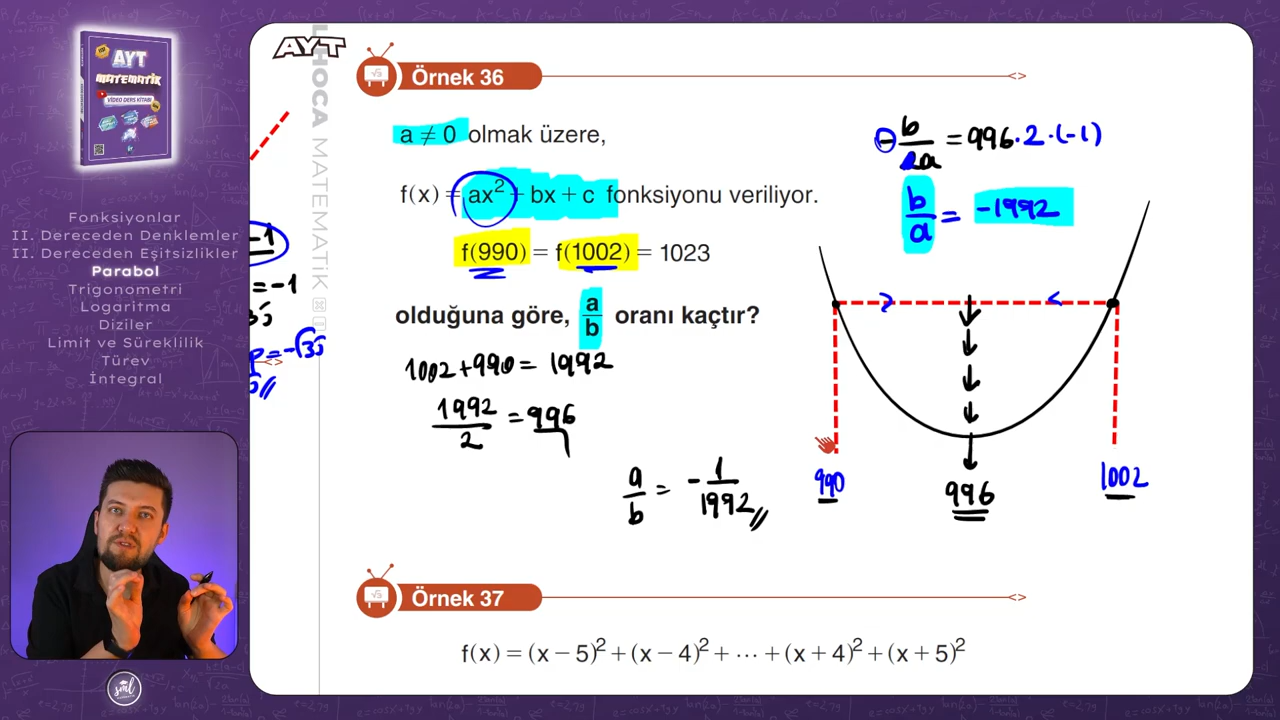 AYT
MATEMATİK
VİDEO DERS KİTABI
Fonksiyonlar
II. Dereceden Denklemler
II. Dereceden Eşitsizlikler
Parabol
Trigonometri
Logaritma
Diziler
Limit ve Süreklilik
Türev
İntegral
sml
AYT
HOCA MATEMATİK
-1
= -1
Örnek 36
a ≠ 0 olmak üzere,
f(x) = ax² + bx + c fonksiyonu veriliyor.
f(990) = f(1002) = 1023
olduğuna göre, a/b oranı kaçtır?
1002+990 = 1992
1992/2 = 996
a/b = -1/1992 //
-b/2a = 996·2·(-1)
b/a = -1992
990
996
1002
Örnek 37
f(x) = (x − 5)² + (x − 4)² + ... + (x + 4)² + (x + 5)²